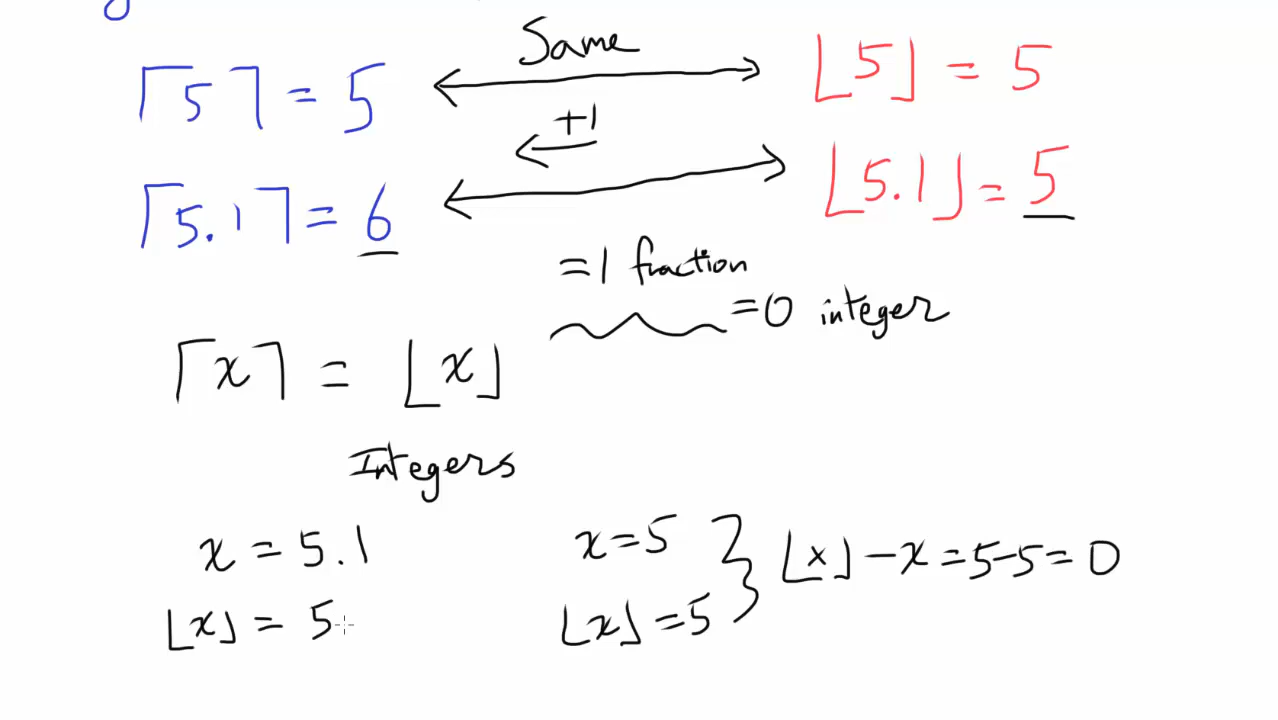 ⌈5⌉ = 5 Same ⌊5⌋ = 5
+1
⌈5.1⌉ = 6 ⌊5.1⌋ = 5
=1 fraction
=0 integer
⌈x⌉ = ⌊x⌋
Integers
x = 5.1 x=5
⌊x⌋ - x = 5-5 = 0
⌊x⌋ = 5 ⌊x⌋ = 5